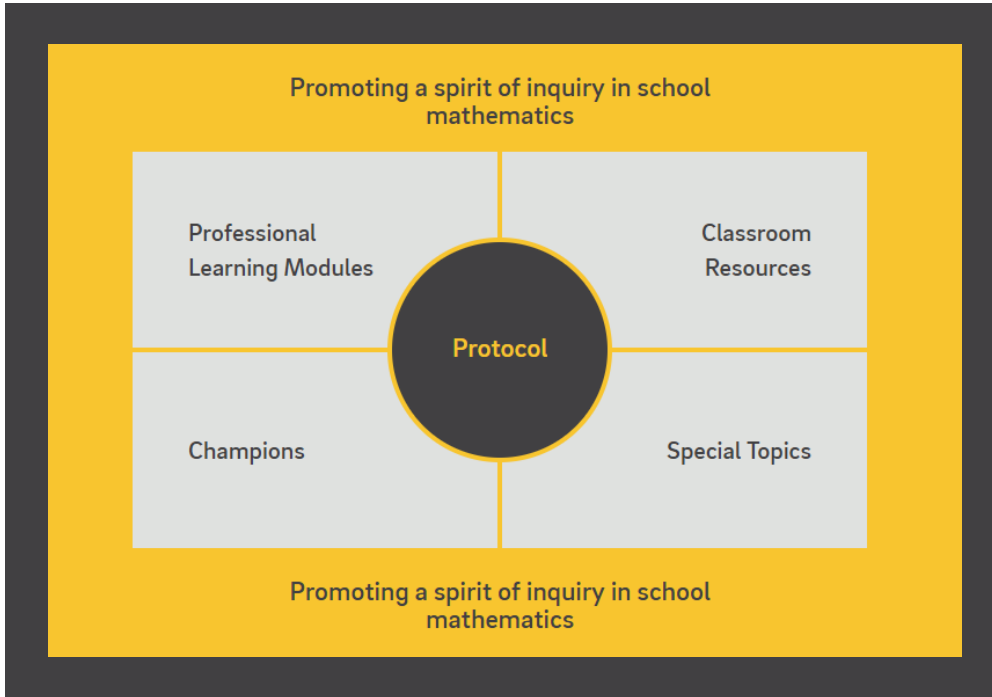 Promoting a spirit of inquiry in school
mathematics
Professional
Learning Modules
Classroom
Resources
Protocol
Champions
Special Topics
Promoting a spirit of inquiry in school
mathematics